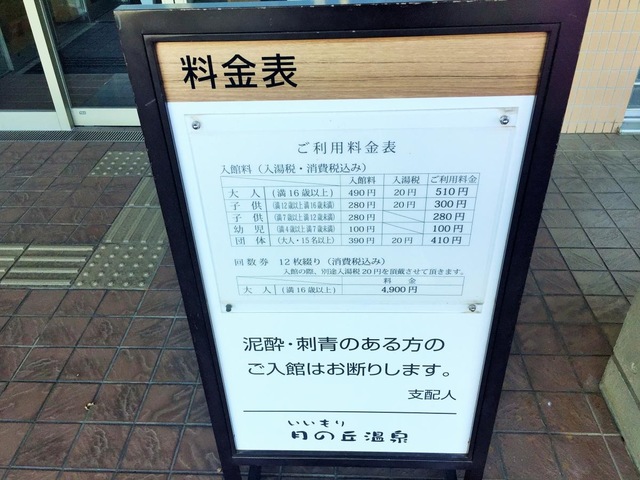 料金表
ご利用料金表
入館料（入湯税・消費税込み）
入館料 入湯税 ご利用料金
大 人 （満16歳以上） 490円 20円 510円
子 供 （満12歳以上満16歳未満） 280円 20円 300円
子 供 （満7歳以上満12歳未満） 280円 280円
幼 児 （満4歳以上満7歳未満） 100円 100円
団 体 （大人・15名以上） 390円 20円 410円
回数券 12枚綴り（消費税込み）
入館の際、別途入湯税20円を頂戴させて頂きます。
料 金
大 人 （満16歳以上） 4,900円
泥酔・刺青のある方の
ご入館はお断りします。
支配人
いいもり
月の丘温泉